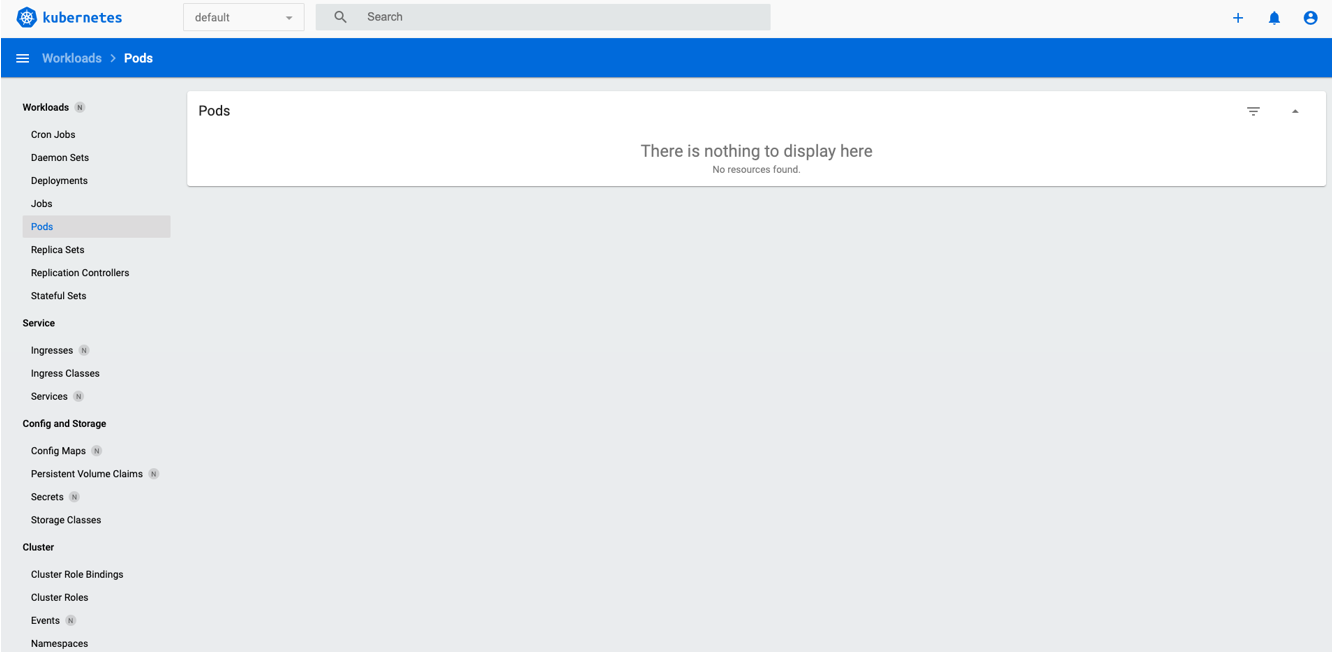 kubernetes
default
Search
Workloads > Pods
Workloads N
Cron Jobs
Daemon Sets
Deployments
Jobs
Pods
Replica Sets
Replication Controllers
Stateful Sets
Service
Ingresses N
Ingress Classes
Services N
Config and Storage
Config Maps N
Persistent Volume Claims N
Secrets N
Storage Classes
Cluster
Cluster Role Bindings
Cluster Roles
Events N
Namespaces
Pods
There is nothing to display here
No resources found.